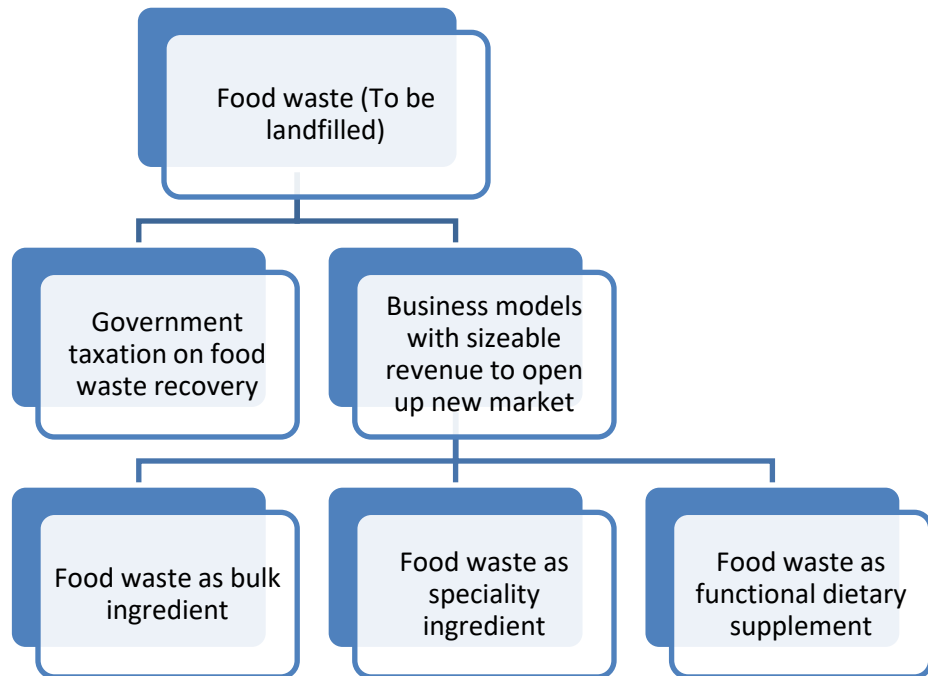 Food waste (To be
landfilled)
Government
taxation on food
waste recovery
Business models
with sizeable
revenue to open
up new market
Food waste as bulk
ingredient
Food waste as
speciality
ingredient
Food waste as
functional dietary
supplement